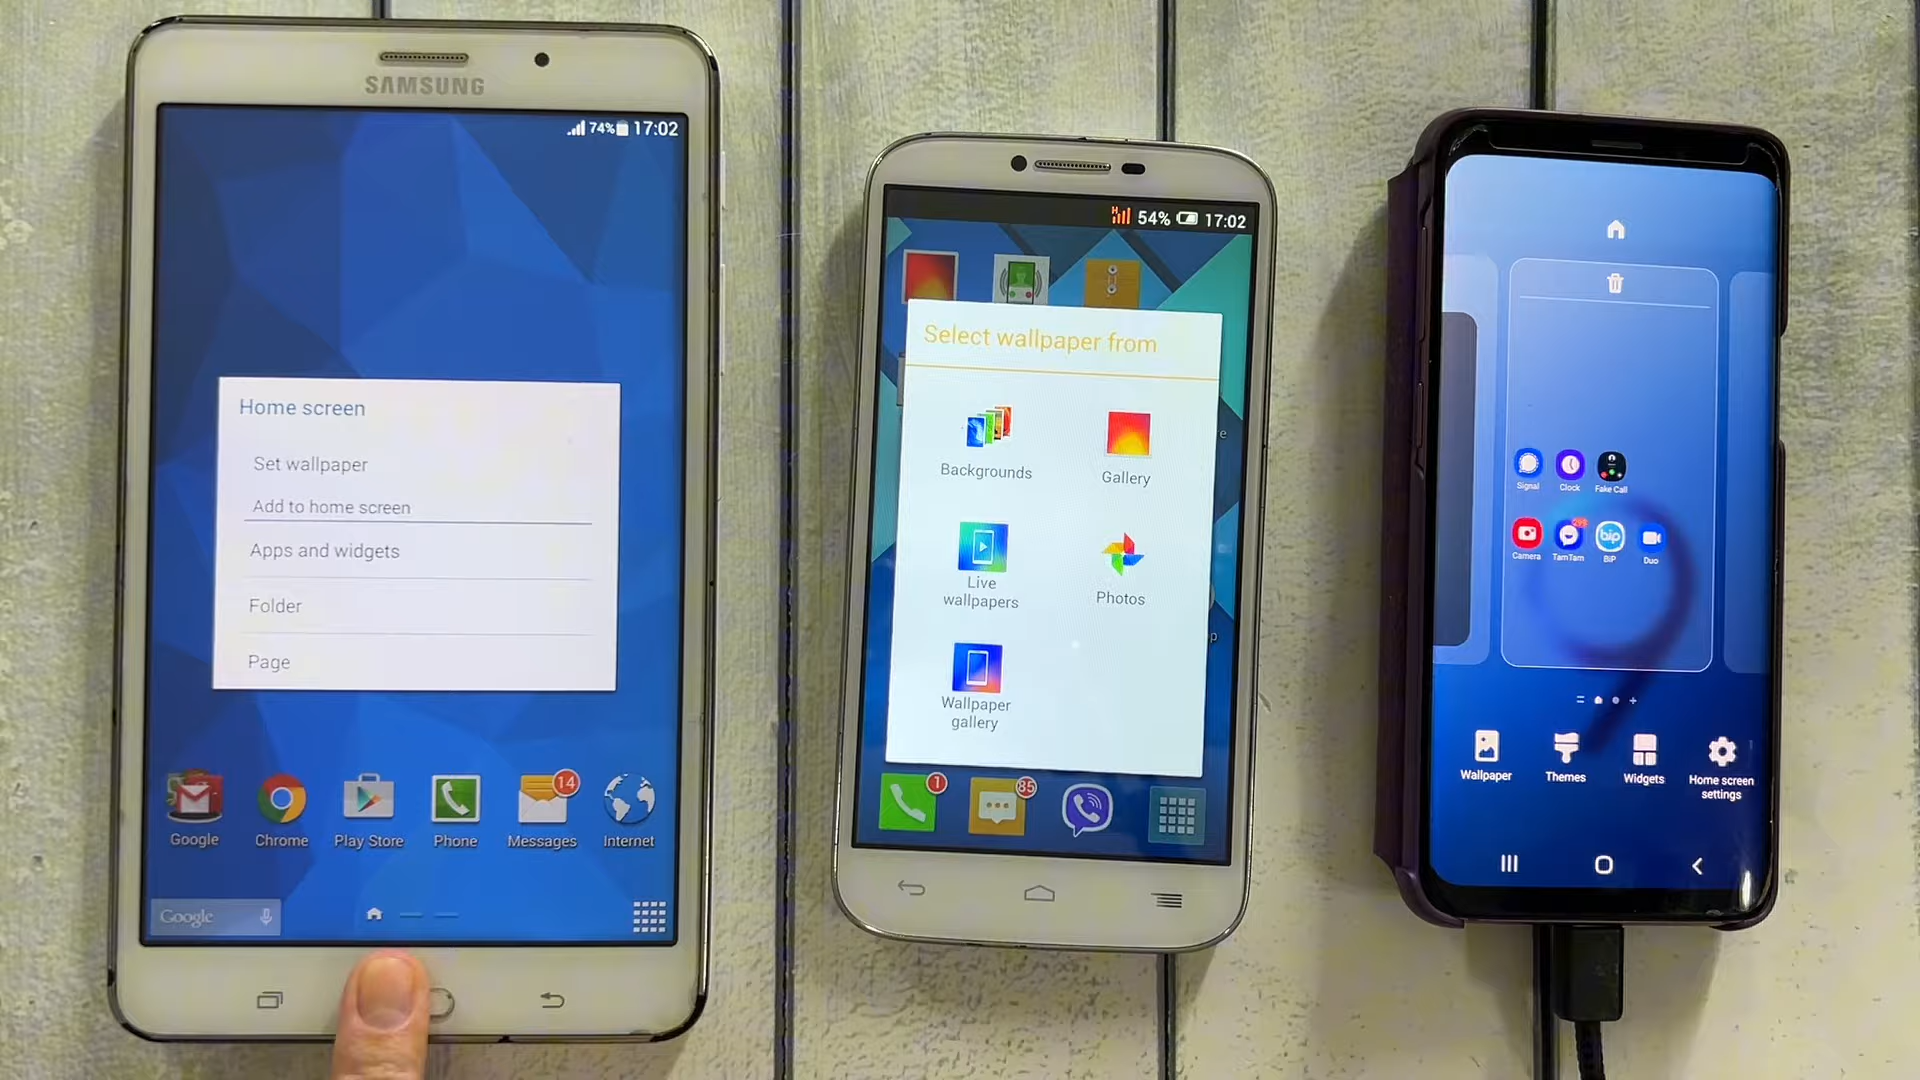 SAMSUNG
74% 17:02
Home screen
Set wallpaper
Add to home screen
Apps and widgets
Folder
Page
Google
Chrome
Play Store
Phone
14
Messages
Internet
Google
H 54% 17:02
Select wallpaper from
Backgrounds
Gallery
Live
wallpapers
Photos
Wallpaper
gallery
e
p
1
85
Signal
Clock
Fake Call
Camera
TamTam
bip
BiP
Duo
9
Wallpaper
Themes
Widgets
Home screen
settings